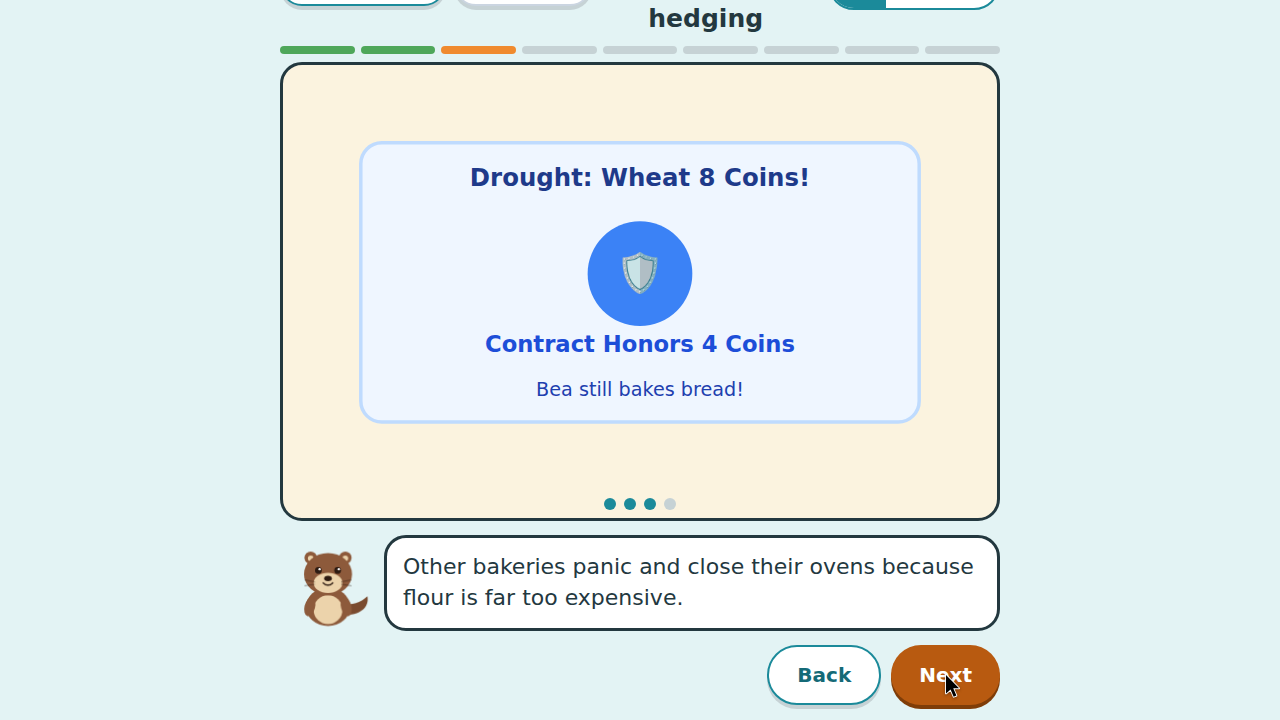 hedging
Drought: Wheat 8 Coins!
Contract Honors 4 Coins
Bea still bakes bread!
Other bakeries panic and close their ovens because
flour is far too expensive.
Back
Next